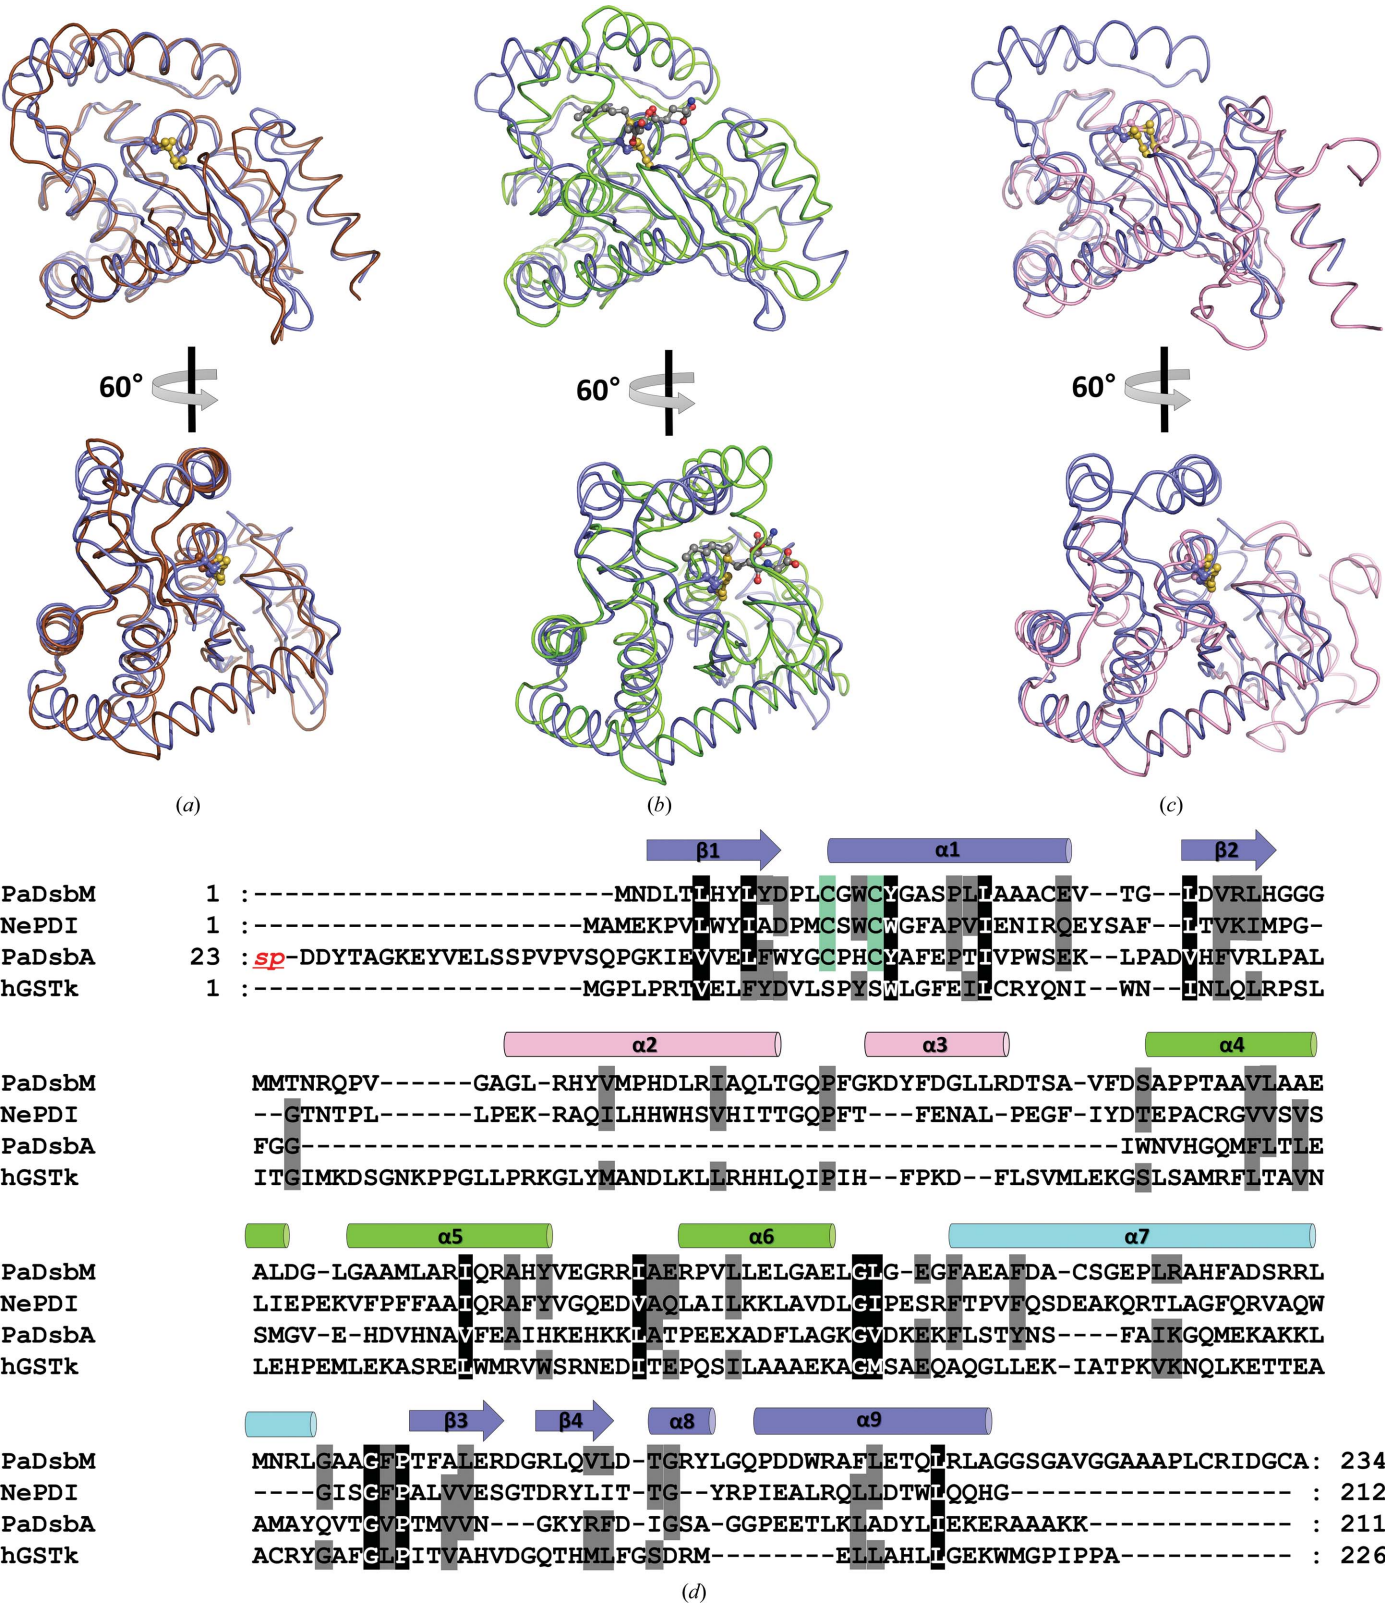 60° 60° 60°
(a) (b) (c)
β1 α1 β2
PaDsbM 1 :-----------------------MNDLTLHYLYDPLCGWCYGASPLIAAACEV--TG--LDVRLHGGG
NePDI 1 :---------------------MAMEKPVLWYIADPMCSWCWGFAPVIENIRQEYSAF--LTVKIMPG-
PaDsbA 23 :sp-DDYTAGKEYVELSSPVPVSQPGKIEVVELFWYGCPHCYAFEPTIVPWSEK--LPADVHFVRLPAL
hGSTk 1 :---------------------MGPLPRTVELFYDVLSPYSWLGFEILCRYQNI--WN--INLQLRPSL
α2 α3 α4
PaDsbM MMTNRQPV------GAGL-RHYVMPHDLRIAQLTGQPFGKDYFDGLLRDTSA-VFDSAPPTAAVLAAE
NePDI --GTNTPL------LPEK-RAQILHHWHSVHITTGQPFT---FENAL-PEGF-IYDTEPACRGVVSVS
PaDsbA FGG----------------------------------------------------IWNVHGQMFLTLE
hGSTk ITGIMKDSGNKPPGLLPRKGLYMANDLKLLRHHLQIPIH--FPKD--FLSVMLEKGSLSAMRFLTAVN
α5 α6 α7
PaDsbM ALDG-LGAAMLARIQRAHYVEGRRIAERPVLLELGAELGLG-EGFAEAFDA-CSGEPLRAHFADSRRL
NePDI LIEPEKVFPFFAAIQRAFYVGQEDVAQLAILKKLAVDLGIPESRFTPVFQSDEAKQRTLAGFQRVAQW
PaDsbA SMGV-E-HDVHNAVFEAIHKEHKKLATPEEXADFLAGKGVDKEKFLSTYNS----FAIKGQMEKAKKL
hGSTk LEHPEMLEKASRELWMRVWSRNEDITEPQSILAAAEKAGMSAEQAQGLLEK-IATPKVKNQLKETTEA
β3 β4 α8 α9
PaDsbM MNRLGAAGFPTFALERDGRLQVLD-TGRYLGQPDDWRAFLETQLRLAGGSGAVGGAAAPLCRIDGCA: 234
NePDI ----GISGFPALVVESGTDRYLIT-TG--YRPIEALRQLLDTWLQQHG------------------ : 212
PaDsbA AMAYQVTGVPTMVVN---GKYRFD-IGSA-GGPEETLKLADYLIEKERAAAKK------------- : 211
hGSTk ACRYGAFGLPITVAHVDGQTHMLFGSDRM--------ELLAHLLGEKWMGPIPPA----------- : 226
(d)